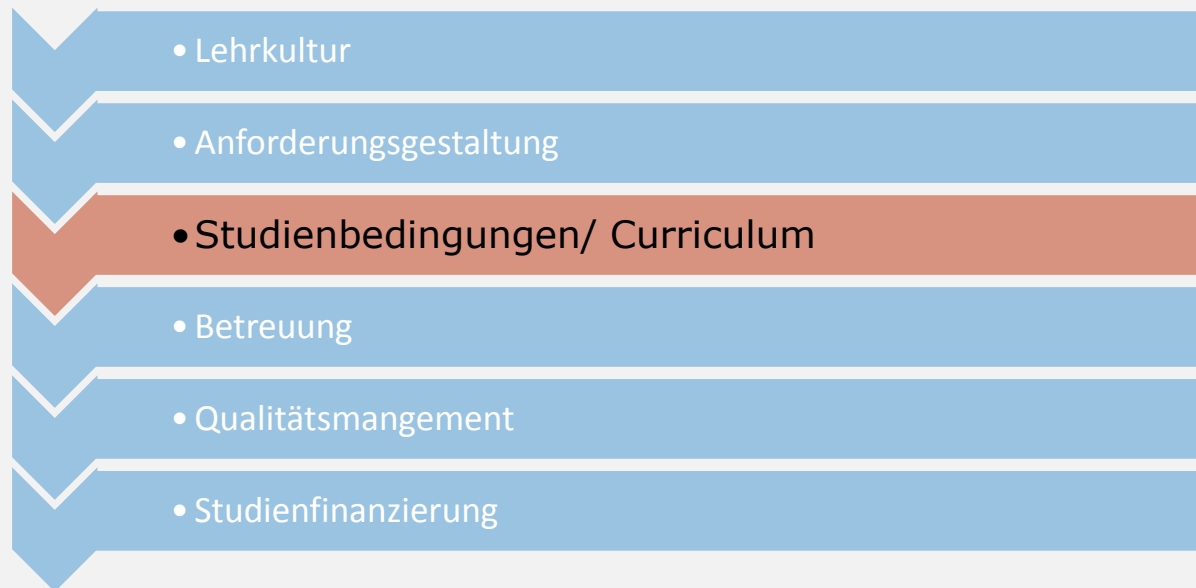 • Lehrkultur
• Anforderungsgestaltung
• Studienbedingungen/ Curriculum
• Betreuung
• Qualitätsmangement
• Studienfinanzierung